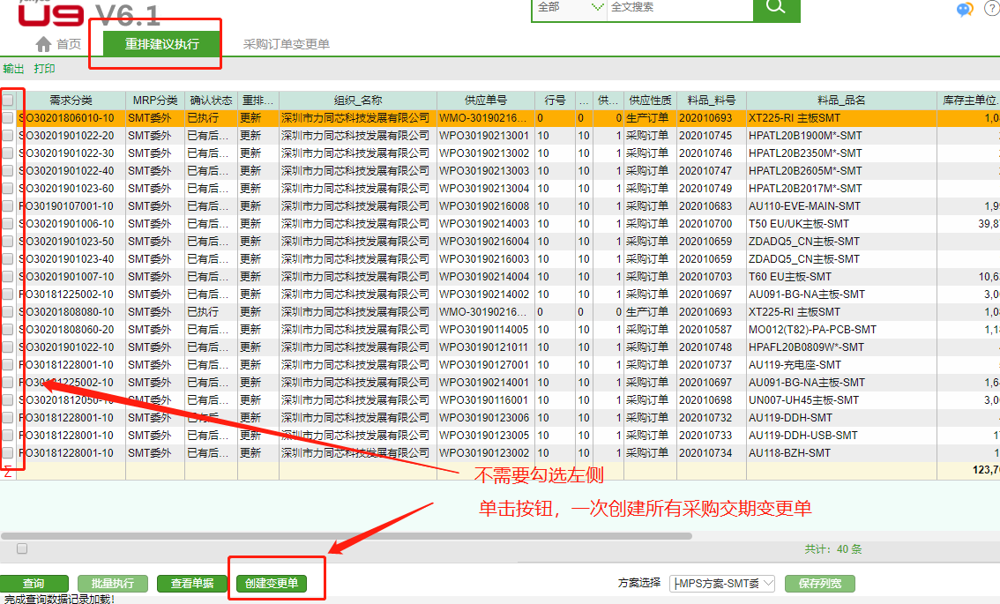 yonyou
U9 V6.1
全部 全文搜索
首页 重排建议执行 采购订单变更单
输出 打印
需求分类 MRP分类 确认状态 重排... 组织_名称 供应单号 行号 ... 供... 供应性质 料品_料号 料品_品名 库存主单位.
SO30201806010-10 SMT委外 已执行 更新 深圳市力同芯科技发展有限公司 WMO-30190216... 0 0 0 生产订单 202010693 XT225-RI 主板SMT 1,0
SO30201901022-20 SMT委外 已有后... 更新 深圳市力同芯科技发展有限公司 WPO30190213001 10 10 1 采购订单 202010745 HPATL20B1900M*-SMT
SO30201901022-30 SMT委外 已有后... 更新 深圳市力同芯科技发展有限公司 WPO30190213002 10 10 1 采购订单 202010746 HPATL20B2350M*-SMT
SO30201901022-40 SMT委外 已有后... 更新 深圳市力同芯科技发展有限公司 WPO30190213003 10 10 1 采购订单 202010747 HPATL20B2605M*-SMT
SO30201901023-60 SMT委外 已有后... 更新 深圳市力同芯科技发展有限公司 WPO30190213004 10 10 1 采购订单 202010749 HPATL20B2017M*-SMT
FO30190107001-10 SMT委外 已有后... 更新 深圳市力同芯科技发展有限公司 WPO30190216008 10 10 1 采购订单 202010683 AU110-EVE-MAIN-SMT 1,9
SO30201901006-10 SMT委外 已有后... 更新 深圳市力同芯科技发展有限公司 WPO30190214003 10 10 1 采购订单 202010700 T50 EU/UK主板-SMT 39,8
SO30201901023-50 SMT委外 已有后... 更新 深圳市力同芯科技发展有限公司 WPO30190216004 10 10 1 采购订单 202010659 ZDADQ5_CN主板-SMT
SO30201901023-40 SMT委外 已有后... 更新 深圳市力同芯科技发展有限公司 WPO30190216003 10 10 1 采购订单 202010659 ZDADQ5_CN主板-SMT
SO30201901007-10 SMT委外 已有后... 更新 深圳市力同芯科技发展有限公司 WPO30190214004 10 10 1 采购订单 202010703 T60 EU主板-SMT 10,6
FO30181225002-10 SMT委外 已有后... 更新 深圳市力同芯科技发展有限公司 WPO30190214002 10 10 1 采购订单 202010697 AU091-BG-NA主板-SMT 3,0
SO30201808080-10 SMT委外 已执行 更新 深圳市力同芯科技发展有限公司 WMO-30190216... 0 0 0 生产订单 202010693 XT225-RI 主板SMT 1,0
SO30201808060-20 SMT委外 已有后... 更新 深圳市力同芯科技发展有限公司 WPO30190114005 10 10 1 采购订单 202010587 MO012(T82)-PA-PCB-SMT 1,1
SO30201901022-10 SMT委外 已有后... 更新 深圳市力同芯科技发展有限公司 WPO30190121011 10 10 1 采购订单 202010748 HPAFL20B0809W*-SMT
FO30181228001-10 SMT委外 已有后... 更新 深圳市力同芯科技发展有限公司 WPO30190127001 10 10 1 采购订单 202010737 AU119-充电座-SMT
FO30181225002-10 SMT委外 已有后... 更新 深圳市力同芯科技发展有限公司 WPO30190214001 10 10 1 采购订单 202010697 AU091-BG-NA主板-SMT 1,6
SO30201812050-10 SMT委外 已有后... 更新 深圳市力同芯科技发展有限公司 WPO30190116001 10 10 1 采购订单 202010698 UN007-UH45主板-SMT 3,0
FO30181228001-10 SMT委外 已有后... 更新 深圳市力同芯科技发展有限公司 WPO30190123006 10 10 1 采购订单 202010732 AU119-DDH-SMT
FO30181228001-10 SMT委外 已有后... 更新 深圳市力同芯科技发展有限公司 WPO30190123005 10 10 1 采购订单 202010733 AU119-DDH-USB-SMT 1
FO30181228001-10 SMT委外 已有后... 更新 深圳市力同芯科技发展有限公司 WPO30190123002 10 10 1 采购订单 202010734 AU118-BZH-SMT 1
Σ 123,7
不需要勾选左侧
单击按钮，一次创建所有采购交期变更单
共计：40 条
查询 批量执行 查看单据 创建变更单 方案选择 MPS方案-SMT委 保存列宽
完成查询数据记录加载！